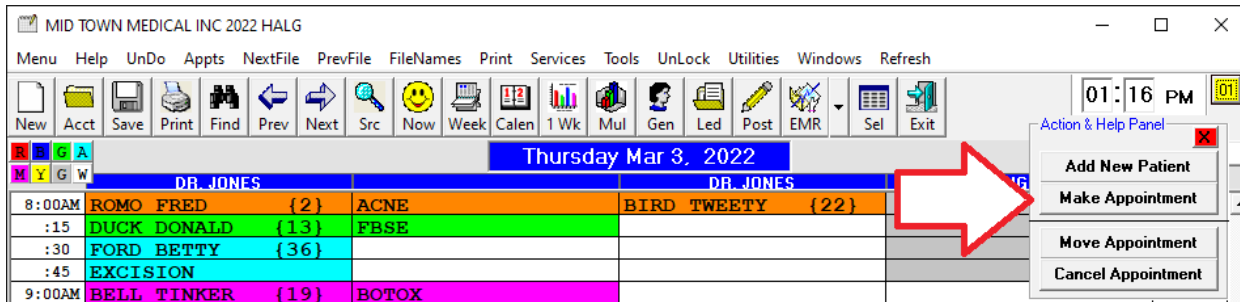 MID TOWN MEDICAL INC 2022 HALG
Menu Help UnDo Appts NextFile PrevFile FileNames Print Services Tools UnLock Utilities Windows Refresh
New Acct Save Print Find Prev Next Src Now Week Calen 1 Wk Mul Gen Led Post EMR Sel Exit
01:16 PM 01
Action & Help Panel
X
R B G A
M Y G W
Thursday Mar 3, 2022
Add New Patient
DR. JONES DR. JONES
8:00AM ROMO FRED {2} ACNE BIRD TWEETY {22}
Make Appointment
:15 DUCK DONALD {13} FBSE
:30 FORD BETTY {36}
Move Appointment
:45 EXCISION
Cancel Appointment
9:00AM BELL TINKER {19} BOTOX